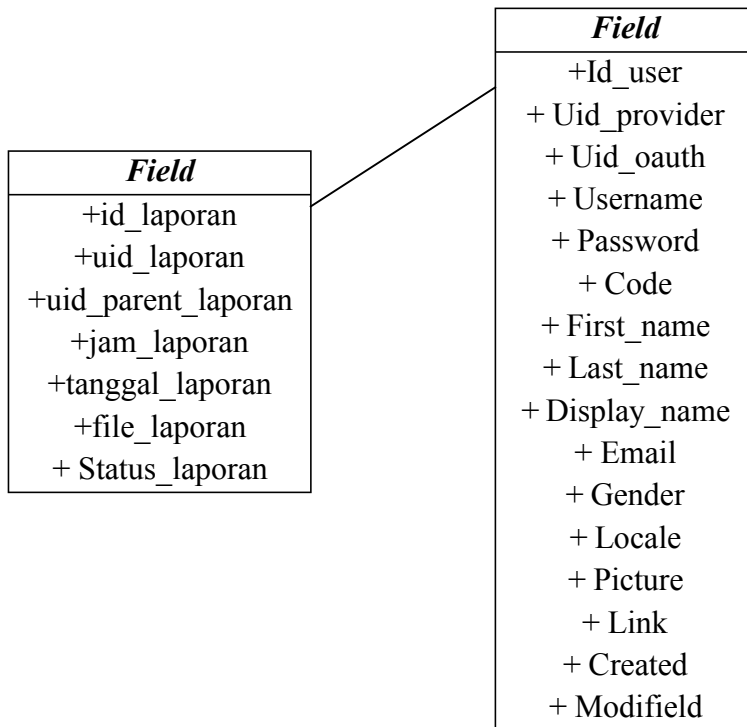 Field
+id_laporan
+uid_laporan
+uid_parent_laporan
+jam_laporan
+tanggal_laporan
+file_laporan
+ Status_laporan
Field
+Id_user
+ Uid_provider
+ Uid_oauth
+ Username
+ Password
+ Code
+ First_name
+ Last_name
+ Display_name
+ Email
+ Gender
+ Locale
+ Picture
+ Link
+ Created
+ Modifield